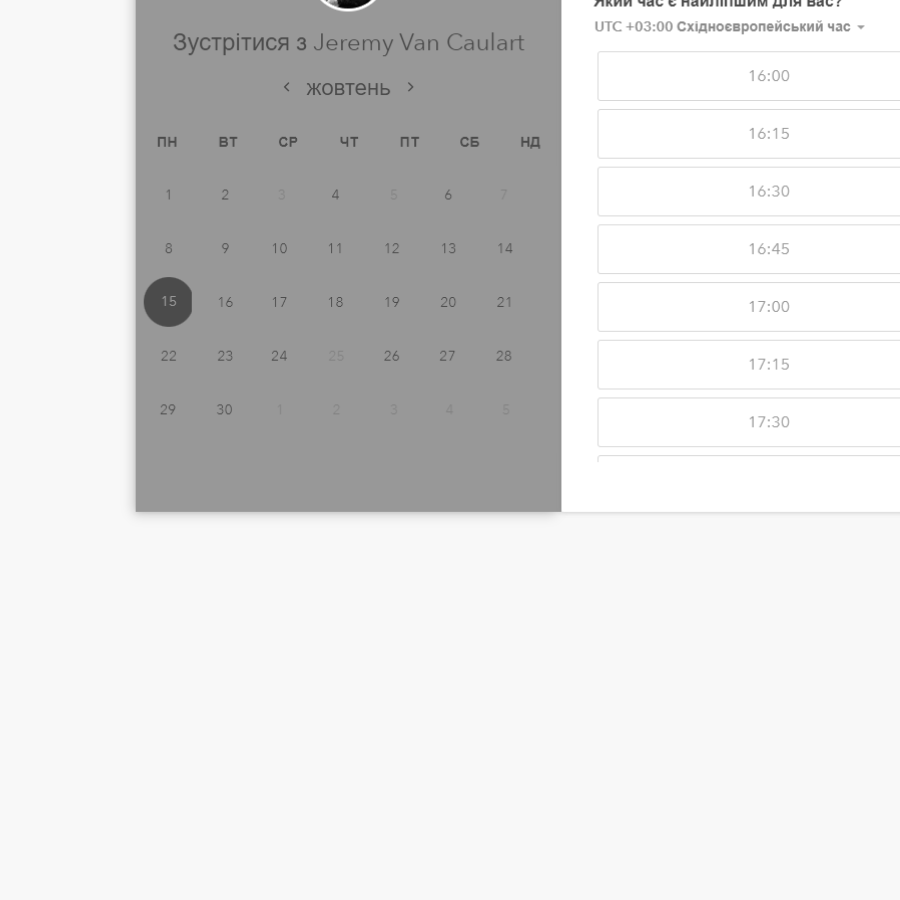 Зустрітися з Jeremy Van Caulart
жовтень
ПН ВТ СР ЧТ ПТ СБ НД
1 2 3 4 5 6 7
8 9 10 11 12 13 14
15 16 17 18 19 20 21
22 23 24 25 26 27 28
29 30 1 2 3 4 5
Який час є найліпшим для вас?
UTC +03:00 Східноєвропейський час
16:00
16:15
16:30
16:45
17:00
17:15
17:30